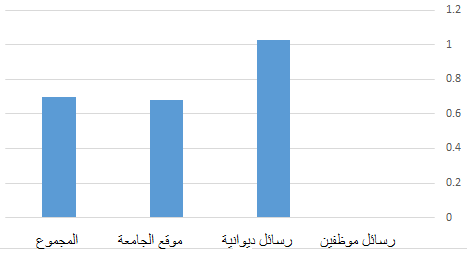 1.2
1
0.8
0.6
0.4
0.2
0
رسائل موظفين
رسائل ديوانية
موقع الجامعة
المجموع